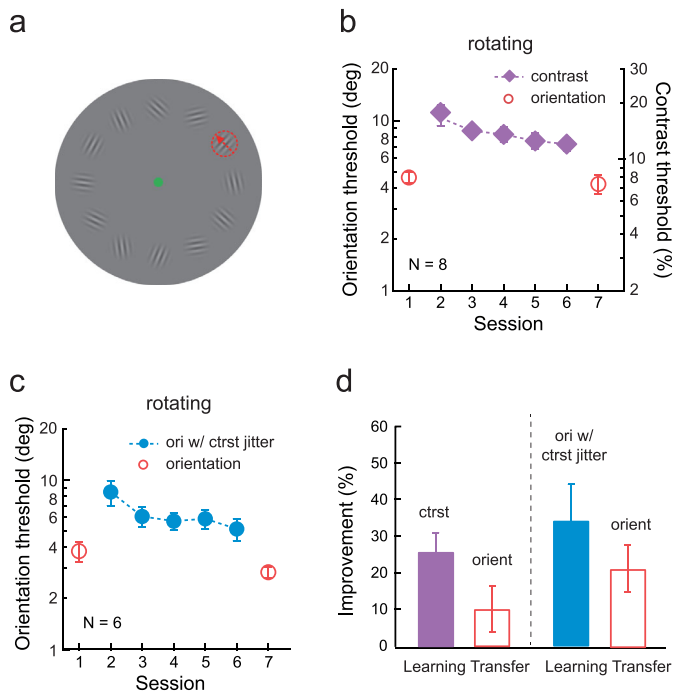 a
b
rotating
contrast
orientation
Orientation threshold (deg)
20
10
8
6
4
2
1
30
20
10
8
6
4
2
Contrast threshold (%)
N = 8
1 2 3 4 5 6 7
Session
c
rotating
ori w/ ctrst jitter
orientation
Orientation threshold (deg)
20
10
8
6
4
2
1
N = 6
1 2 3 4 5 6 7
Session
d
Improvement (%)
60
50
40
30
20
10
0
ctrst
orient
ori w/
ctrst jitter
orient
Learning Transfer Learning Transfer